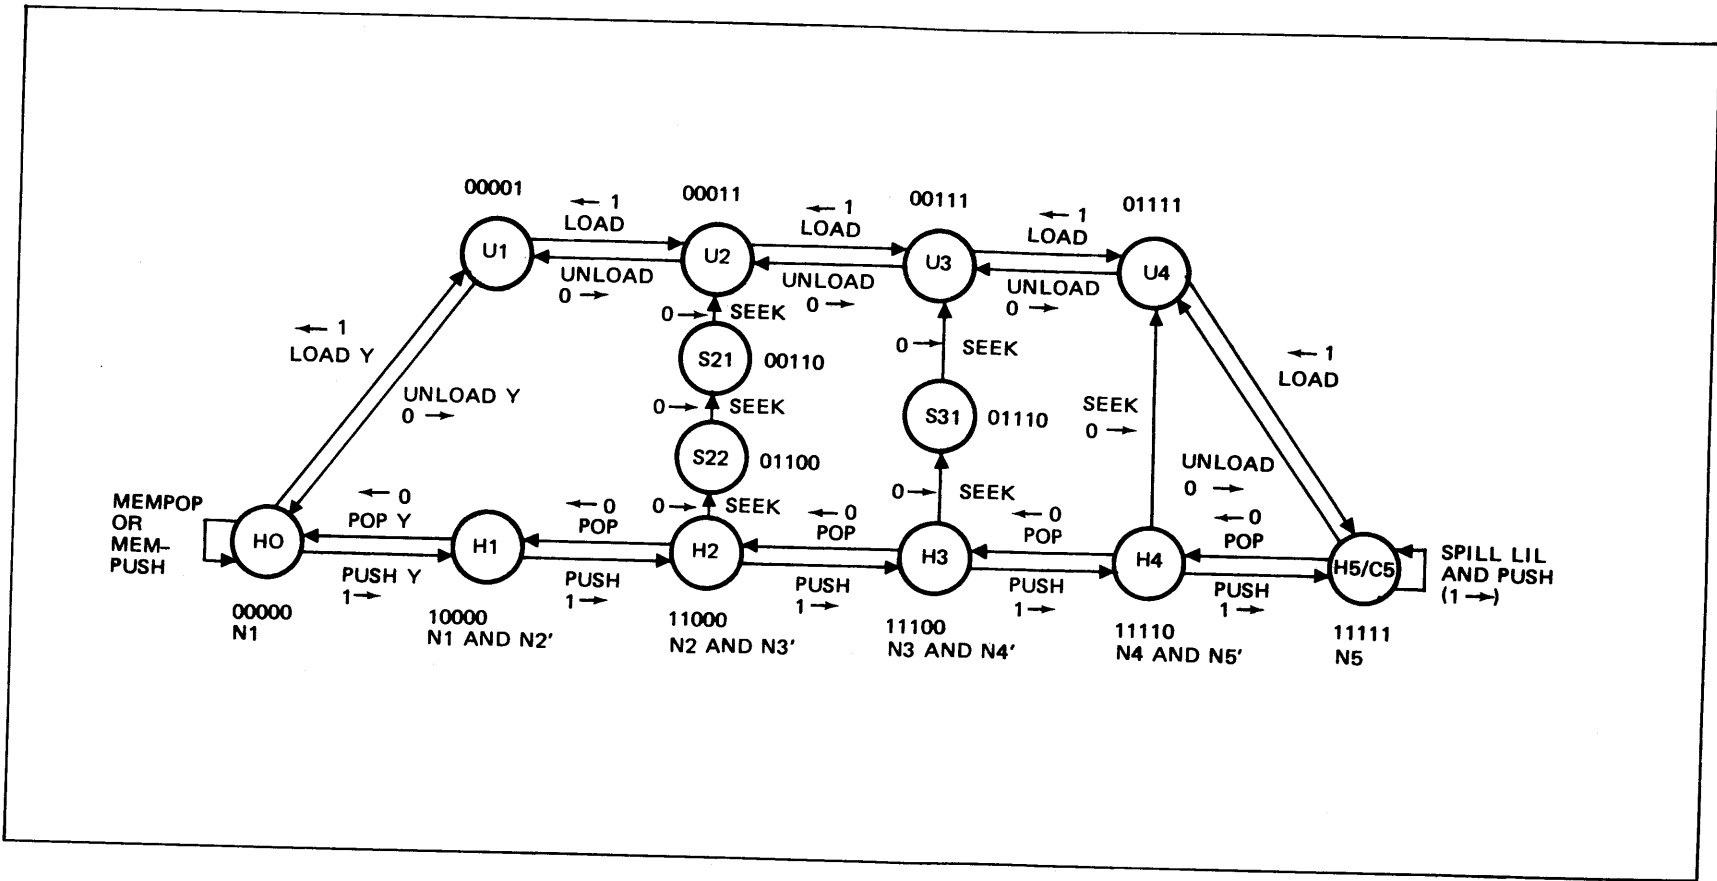 00001
00011
00111
01111
← 1
LOAD
← 1
LOAD
← 1
LOAD
U1
U2
U3
U4
UNLOAD
0 →
UNLOAD
0 →
UNLOAD
0 →
0→ SEEK
← 1
LOAD Y
S21
00110
0→ SEEK
← 1
LOAD
UNLOAD Y
0 →
0→ SEEK
S31
01110
SEEK
0 →
S22
01100
UNLOAD
0 →
MEMPOP
OR
MEM-
PUSH
← 0
POP Y
← 0
POP
0→ SEEK
← 0
POP
0→ SEEK
← 0
POP
← 0
POP
H0
H1
H2
H3
H4
H5/C5
SPILL LIL
AND PUSH
(1 →)
PUSH Y
1→
PUSH
1→
PUSH
1→
PUSH
1→
PUSH
1→
00000
N1
10000
N1 AND N2'
11000
N2 AND N3'
11100
N3 AND N4'
11110
N4 AND N5'
11111
N5